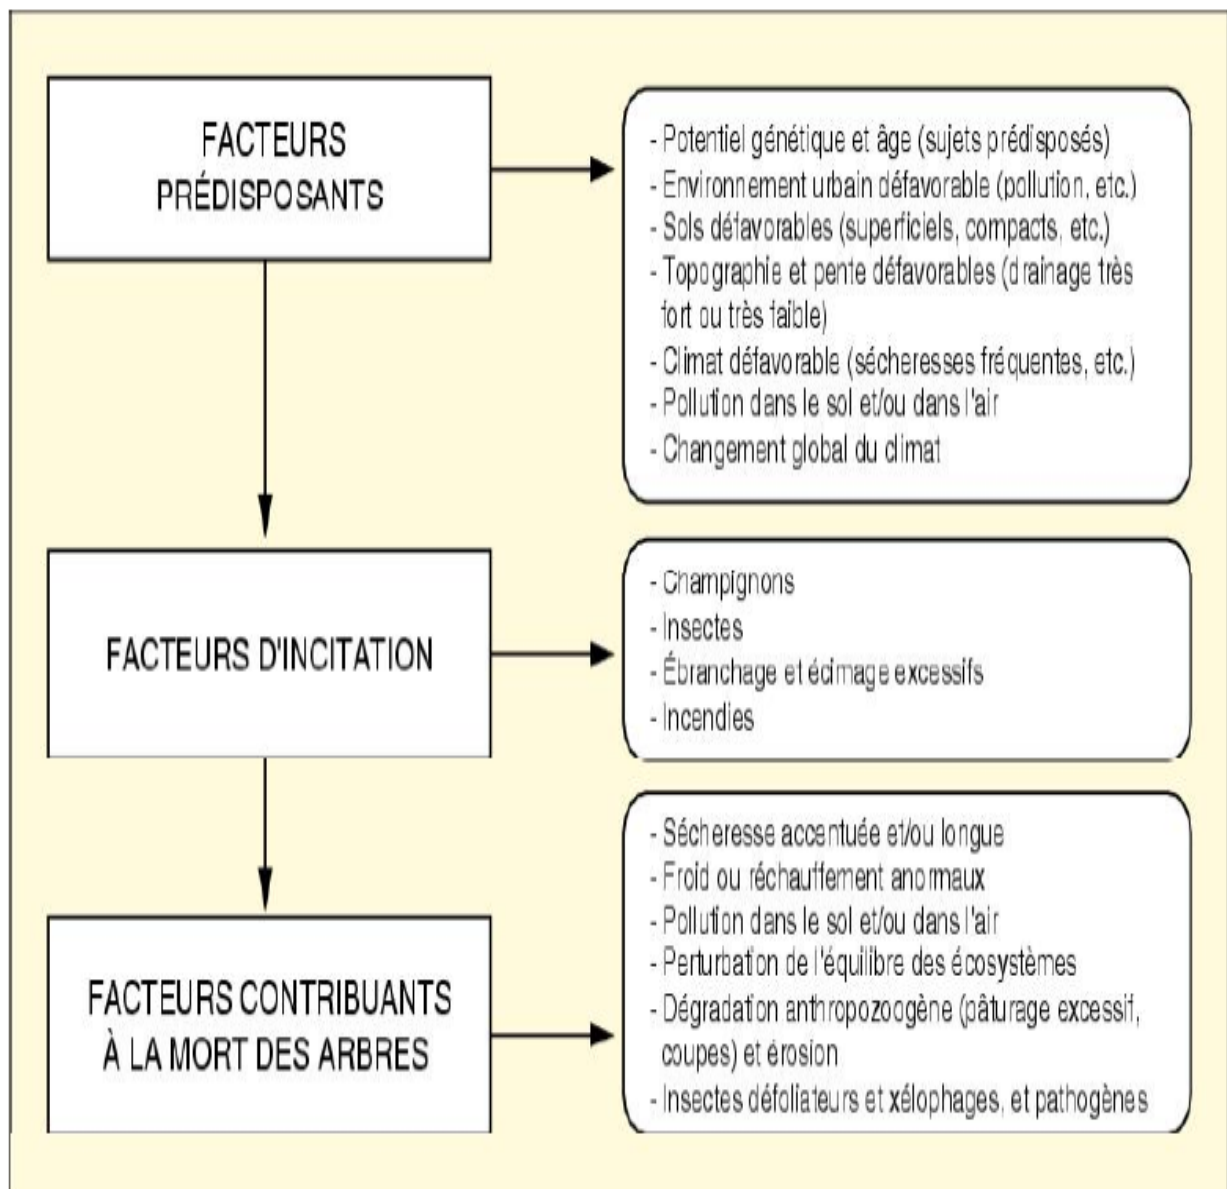 FACTEURS
PRÉDISPOSANTS
- Potentiel génétique et âge (sujets prédisposés)
- Environnement urbain défavorable (pollution, etc.)
- Sols défavorables (superficiels, compacts, etc.)
- Topographie et pente défavorables (drainage très
fort ou très faible)
- Climat défavorable (sécheresses fréquentes, etc.)
- Pollution dans le sol et/ou dans l'air
- Changement global du climat
FACTEURS D'INCITATION
- Champignons
- Insectes
- Ébranchage et écimage excessifs
- Incendies
FACTEURS CONTRIBUANTS
À LA MORT DES ARBRES
- Sécheresse accentuée et/ou longue
- Froid ou réchauffement anormaux
- Pollution dans le sol et/ou dans l'air
- Perturbation de l'équilibre des écosystèmes
- Dégradation anthropozoogène (pâturage excessif,
coupes) et érosion
- Insectes défoliateurs et xélophages, et pathogènes